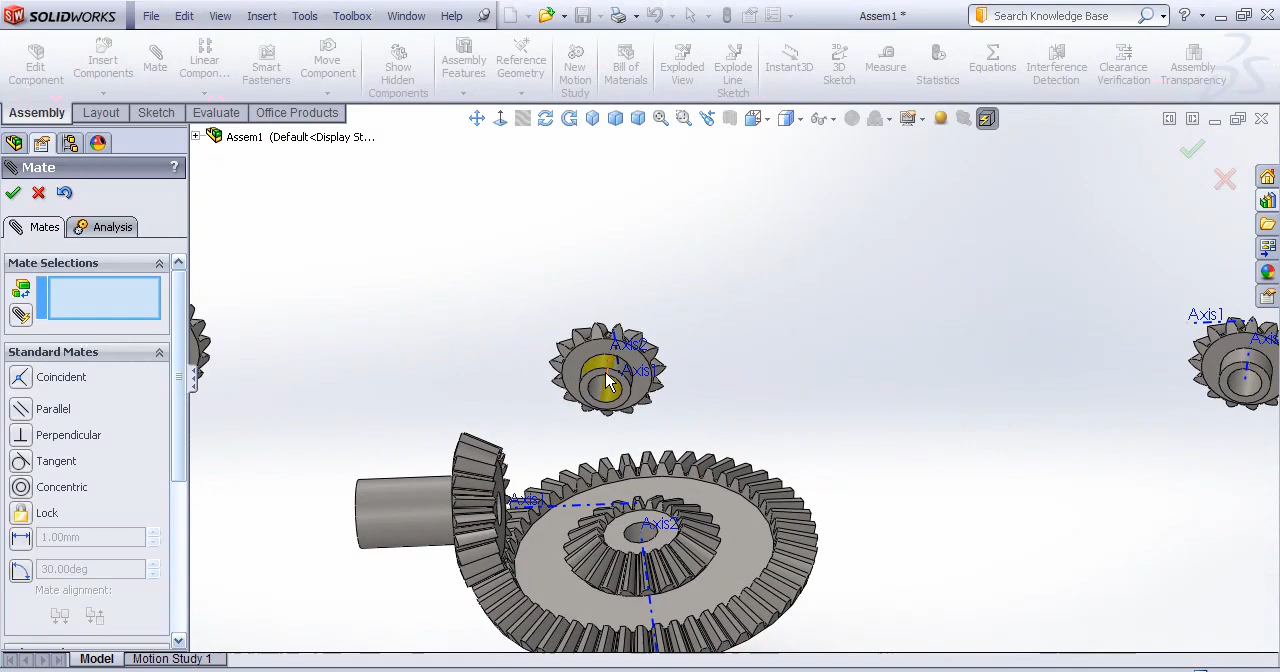 SOLIDWORKS File Edit View Insert Tools Toolbox Window Help Assem1 * Search Knowledge Base ?
Edit Component
Insert Components
Mate
Linear Compon...
Smart Fasteners
Move Component
Show Hidden Components
Assembly Features
Reference Geometry
New Motion Study
Bill of Materials
Exploded View
Explode Line Sketch
Instant3D
3D Sketch
Measure
Statistics
Equations
Interference Detection
Clearance Verification
Assembly Transparency
Assembly Layout Sketch Evaluate Office Products
Assem1 (Default<Display St...
Mate ?
Mates Analysis
Mate Selections
Standard Mates
Coincident
Parallel
Perpendicular
Tangent
Concentric
Lock
1.00mm
30.00deg
Mate alignment:
Axis2
Axis1
Axis1
Axis1
Axis2
Model Motion Study 1